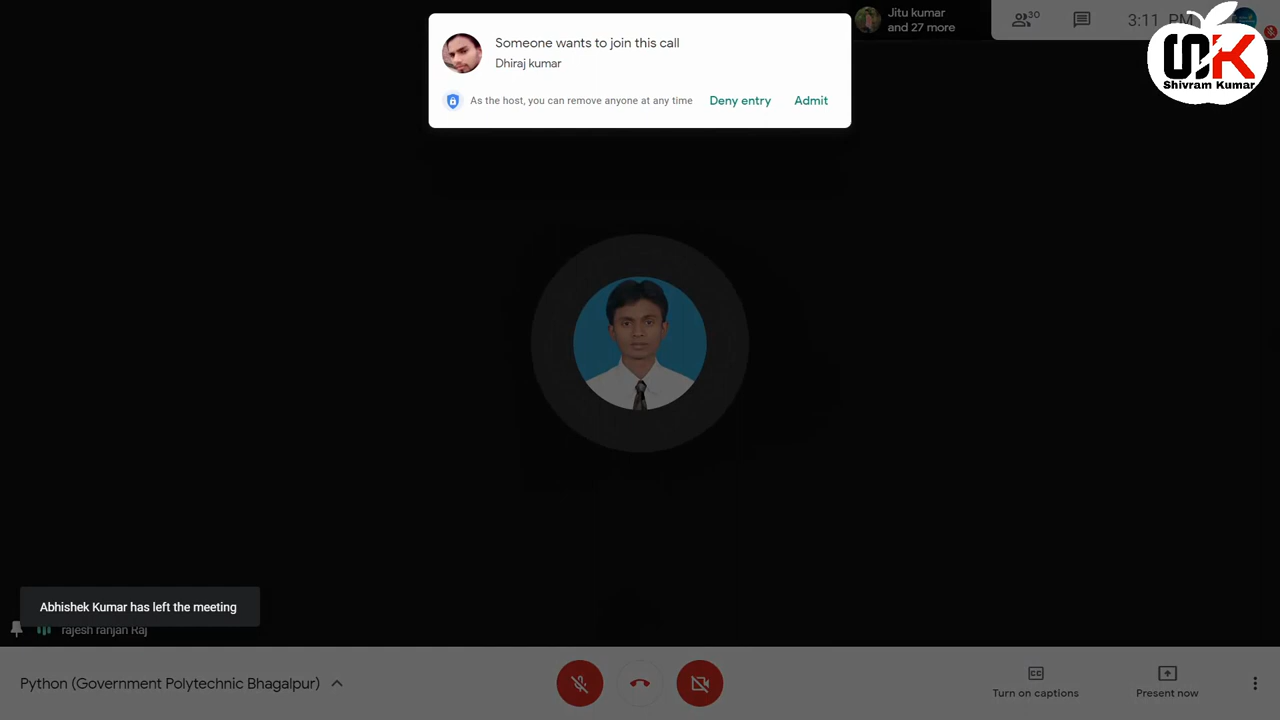 Someone wants to join this call
Dhiraj kumar
As the host, you can remove anyone at any time
Deny entry
Admit
Jitu kumar
and 27 more
30
3:11 PM
SK
Shivram Kumar
Abhishek Kumar has left the meeting
rajesh ranjan Raj
Python (Government Polytechnic Bhagalpur)
CC
Turn on captions
Present now